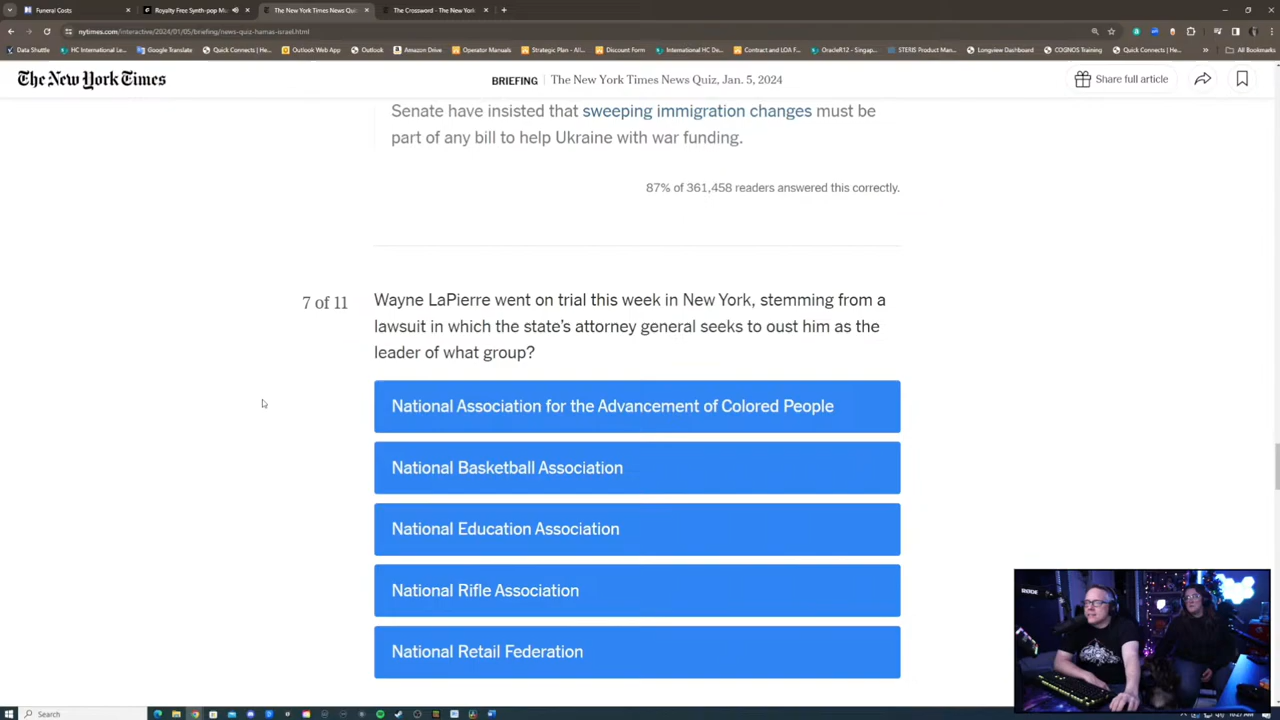 Funeral Costs
Royalty Free Synth-pop Mu
The New York Times News Qui
The Crossword - The New York
nytimes.com/interactive/2024/01/05/briefing/news-quiz-hamas-israel.html
Data Shuttle
HC International Le...
Google Translate
Quick Connects | He...
Outlook Web App
Outlook
Amazon Drive
Operator Manuals
Strategic Plan - All...
Discount Form
International HC De...
Contract and LOA F...
OracleR12 - Singap...
STERIS Product Man...
Longview Dashboard
COGNOS Training
Quick Connects | He...
All Bookmarks
The New York Times
BRIEFING
The New York Times News Quiz, Jan. 5, 2024
Share full article
Senate have insisted that sweeping immigration changes must be
part of any bill to help Ukraine with war funding.
87% of 361,458 readers answered this correctly.
7 of 11
Wayne LaPierre went on trial this week in New York, stemming from a
lawsuit in which the state's attorney general seeks to oust him as the
leader of what group?
National Association for the Advancement of Colored People
National Basketball Association
National Education Association
National Rifle Association
National Retail Federation
Search